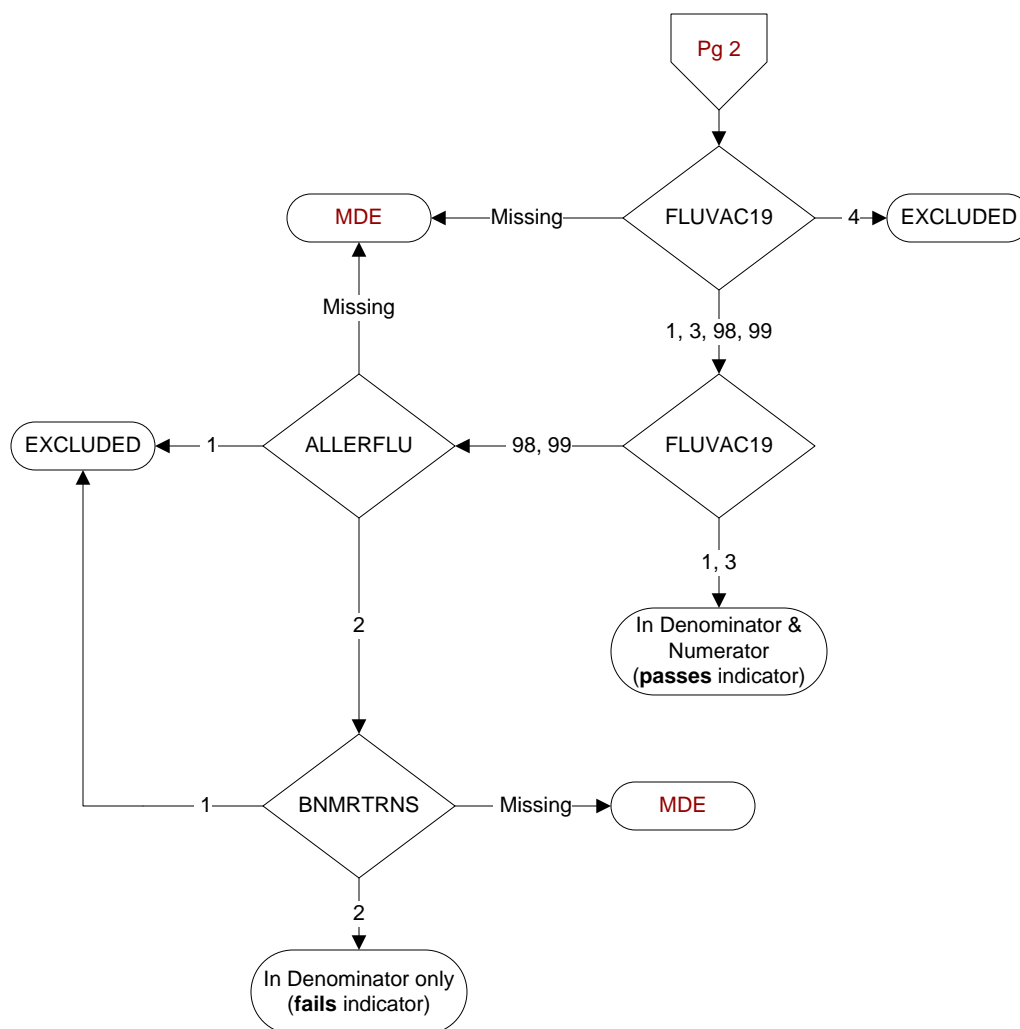 Pg 2
MDE
Missing
FLUVAC19
4
EXCLUDED
Missing
1, 3, 98, 99
EXCLUDED
1
ALLERFLU
98, 99
FLUVAC19
1, 3
2
In Denominator &
Numerator
(passes indicator)
1
BNMRTRNS
Missing
MDE
2
In Denominator only
(fails indicator)